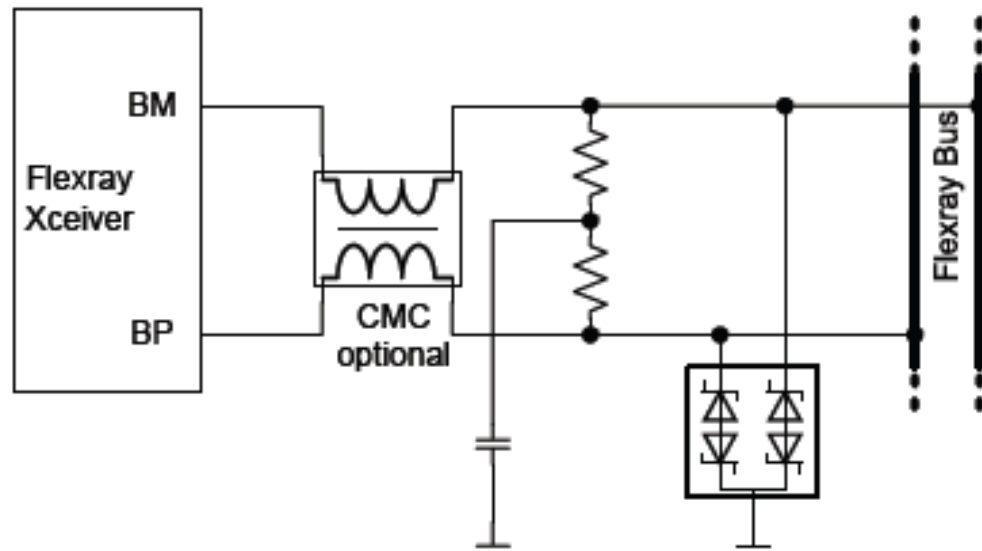 BM
Flexray
Xceiver
BP
CMC
optional
Flexray Bus